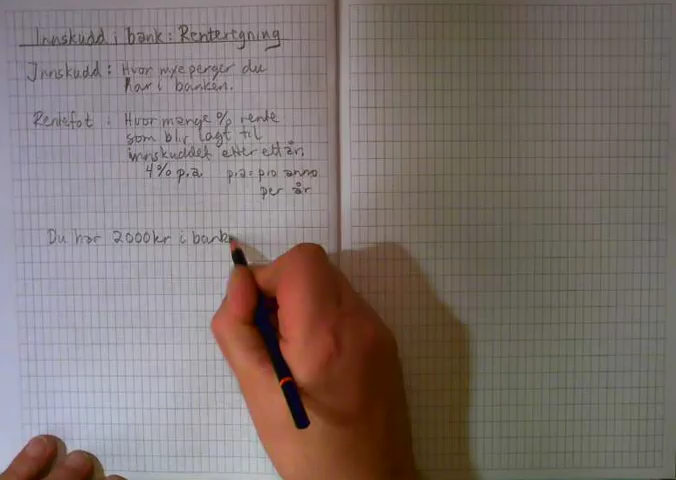 Innskudd i bank: Renteregning
Innskudd: Hvor mye penger du
har i banken.
Rentefot : Hvor mange % rente
som blir lagt til
innskuddet etter ett år.
4% p.a p.a = pro anno
per år
Du har 2000kr i bank